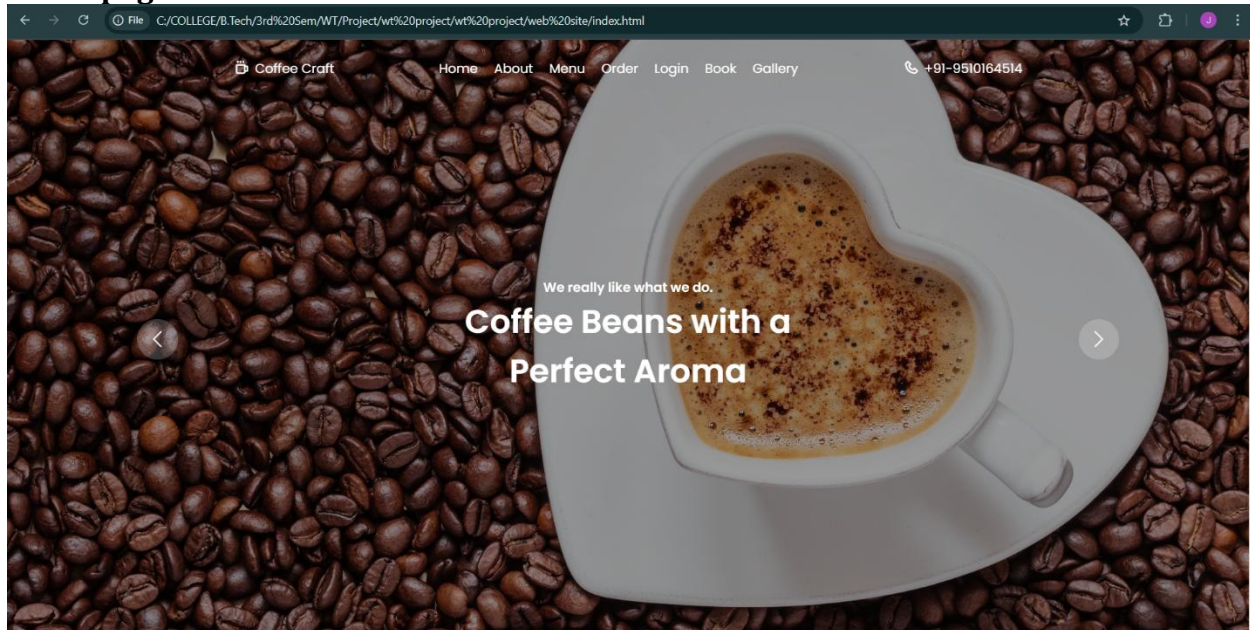 File C:/COLLEGE/B.Tech/3rd%20Sem/WT/Project/wt%20project/wt%20project/web%20site/index.html J
Coffee Craft Home About Menu Order Login Book Gallery +91-9510164514
We really like what we do.
Coffee Beans with a
Perfect Aroma